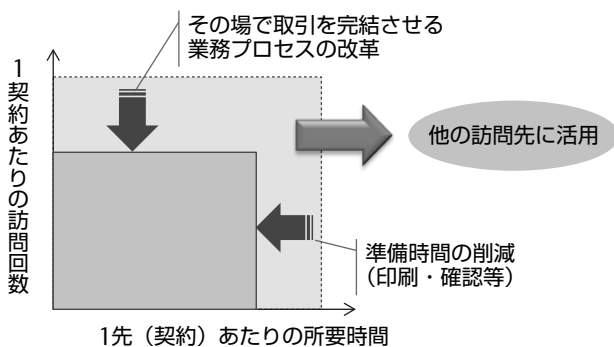 その場で取引を完結させる
業務プロセスの改革
1契約あたりの訪問回数
他の訪問先に活用
準備時間の削減
（印刷・確認等）
1先（契約）あたりの所要時間